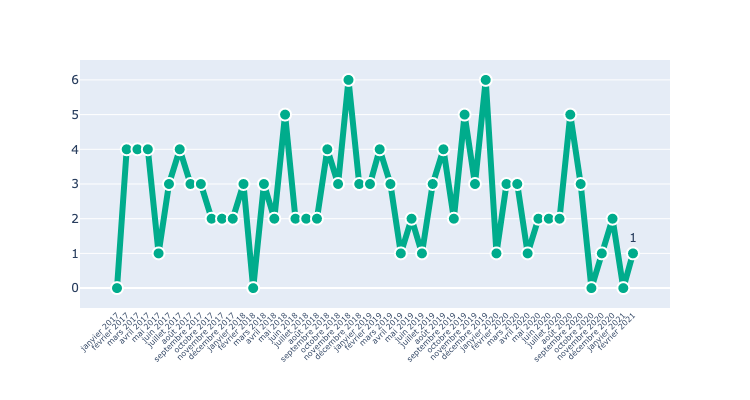 6
5
4
3
2
1
0
1
janvier 2017
février 2017
mars 2017
avril 2017
mai 2017
juin 2017
juillet 2017
août 2017
septembre 2017
octobre 2017
novembre 2017
décembre 2017
janvier 2018
février 2018
mars 2018
avril 2018
mai 2018
juin 2018
juillet 2018
août 2018
septembre 2018
octobre 2018
novembre 2018
décembre 2018
janvier 2019
février 2019
mars 2019
avril 2019
mai 2019
juin 2019
juillet 2019
août 2019
septembre 2019
octobre 2019
novembre 2019
décembre 2019
janvier 2020
février 2020
mars 2020
avril 2020
mai 2020
juin 2020
juillet 2020
août 2020
septembre 2020
octobre 2020
novembre 2020
décembre 2020
janvier 2021
février 2021